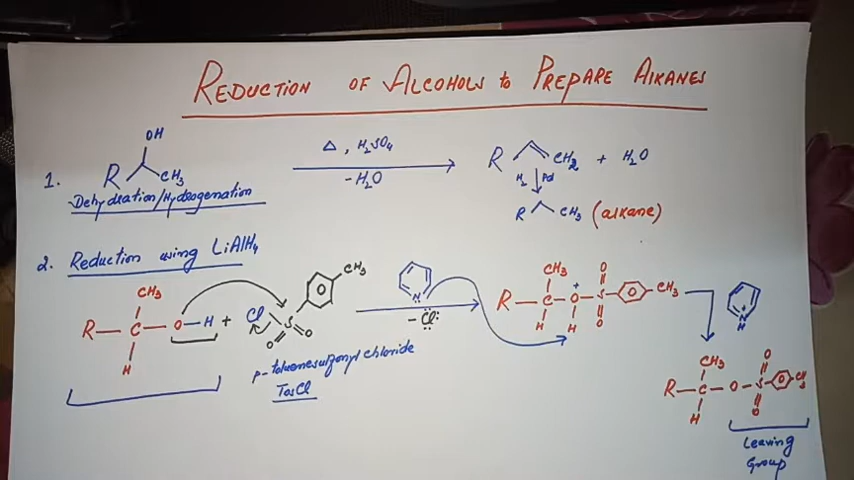 REDUCTION OF ALCOHOLS to PREPARE ALKANES
1.
OH
R CH3
Dehydration/Hydrogenation
Δ, H2SO4
-H2O
R CH2 + H2O
H2 Pd
R CH3 (alkane)
2. Reduction using LiAlH4
CH3
R - C - O - H + Cl S O O CH3
H
p-toluenesulfonyl chloride
TosCl
N
- Cl:
CH3 O
R - C - O+ - S - CH3
H H O
N+
H
CH3 O
R - C - O - S - CH3
H O
Leaving
Group